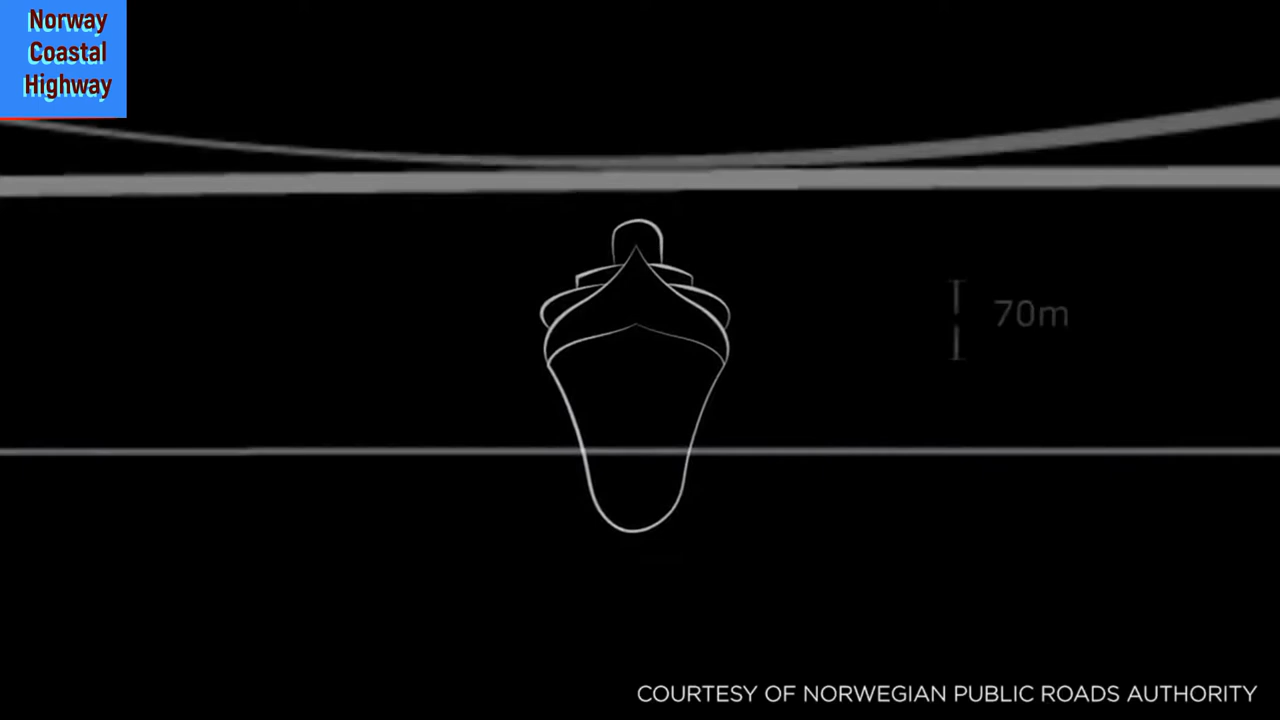 Norway
Coastal
Highway
70m
COURTESY OF NORWEGIAN PUBLIC ROADS AUTHORITY